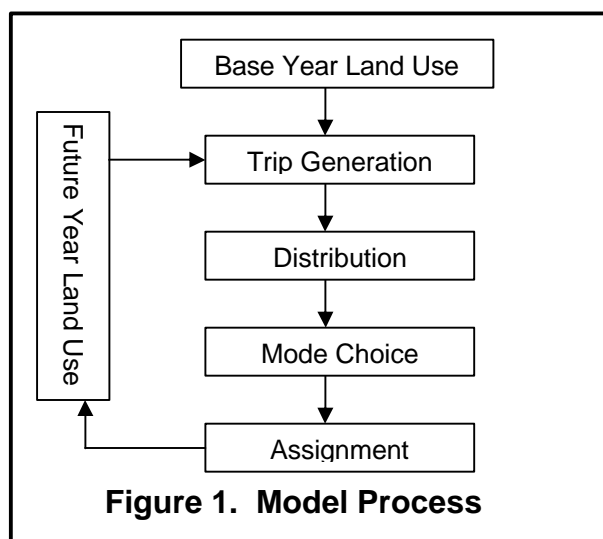 Base Year Land Use
Future Year Land Use
Trip Generation
Distribution
Mode Choice
Assignment
Figure 1. Model Process